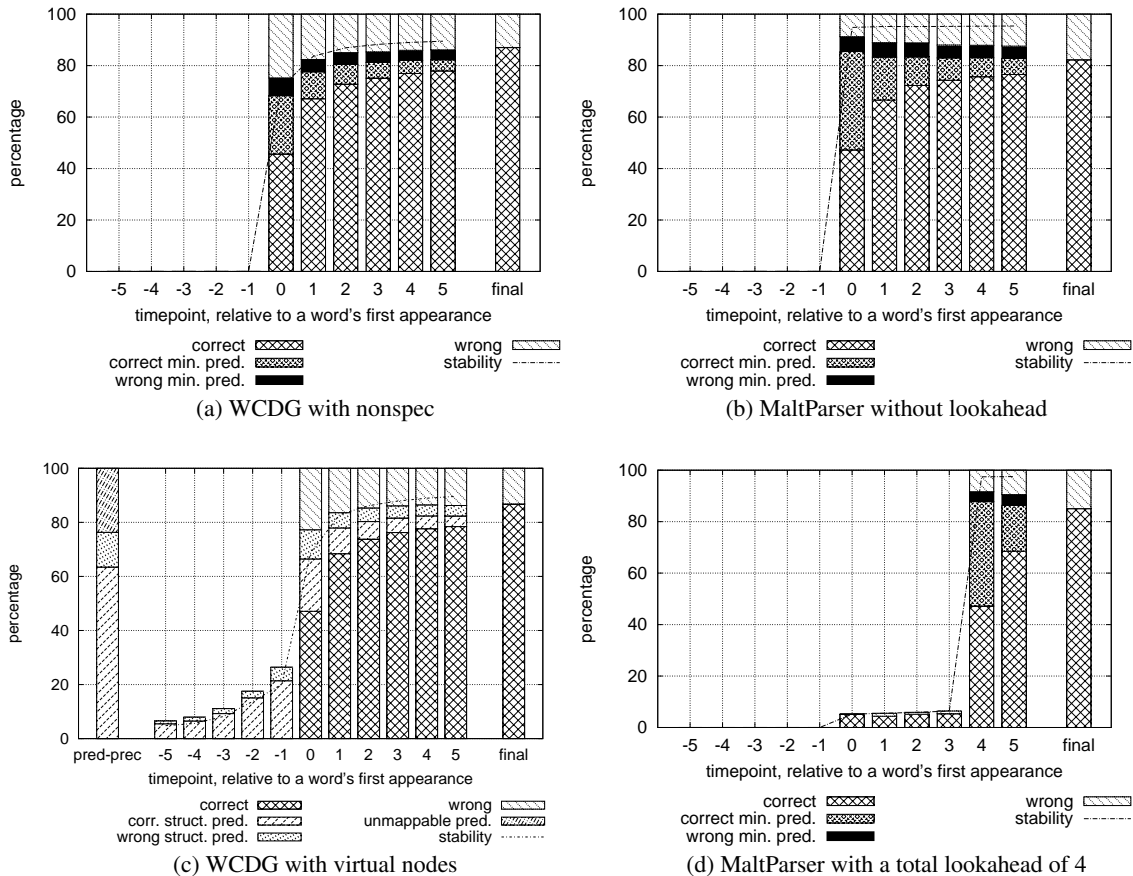 100
80
60
40
20
0
percentage
-5 -4 -3 -2 -1 0 1 2 3 4 5 final
timepoint, relative to a word's first appearance
correct
correct min. pred.
wrong min. pred.
wrong
stability
(a) WCDG with nonspec
100
80
60
40
20
0
percentage
-5 -4 -3 -2 -1 0 1 2 3 4 5 final
timepoint, relative to a word's first appearance
correct
correct min. pred.
wrong min. pred.
wrong
stability
(b) MaltParser without lookahead
100
80
60
40
20
0
percentage
pred-prec -5 -4 -3 -2 -1 0 1 2 3 4 5 final
timepoint, relative to a word's first appearance
correct
corr. struct. pred.
wrong struct. pred.
wrong
unmappable pred.
stability
(c) WCDG with virtual nodes
100
80
60
40
20
0
percentage
-5 -4 -3 -2 -1 0 1 2 3 4 5 final
timepoint, relative to a word's first appearance
correct
correct min. pred.
wrong min. pred.
wrong
stability
(d) MaltParser with a total lookahead of 4